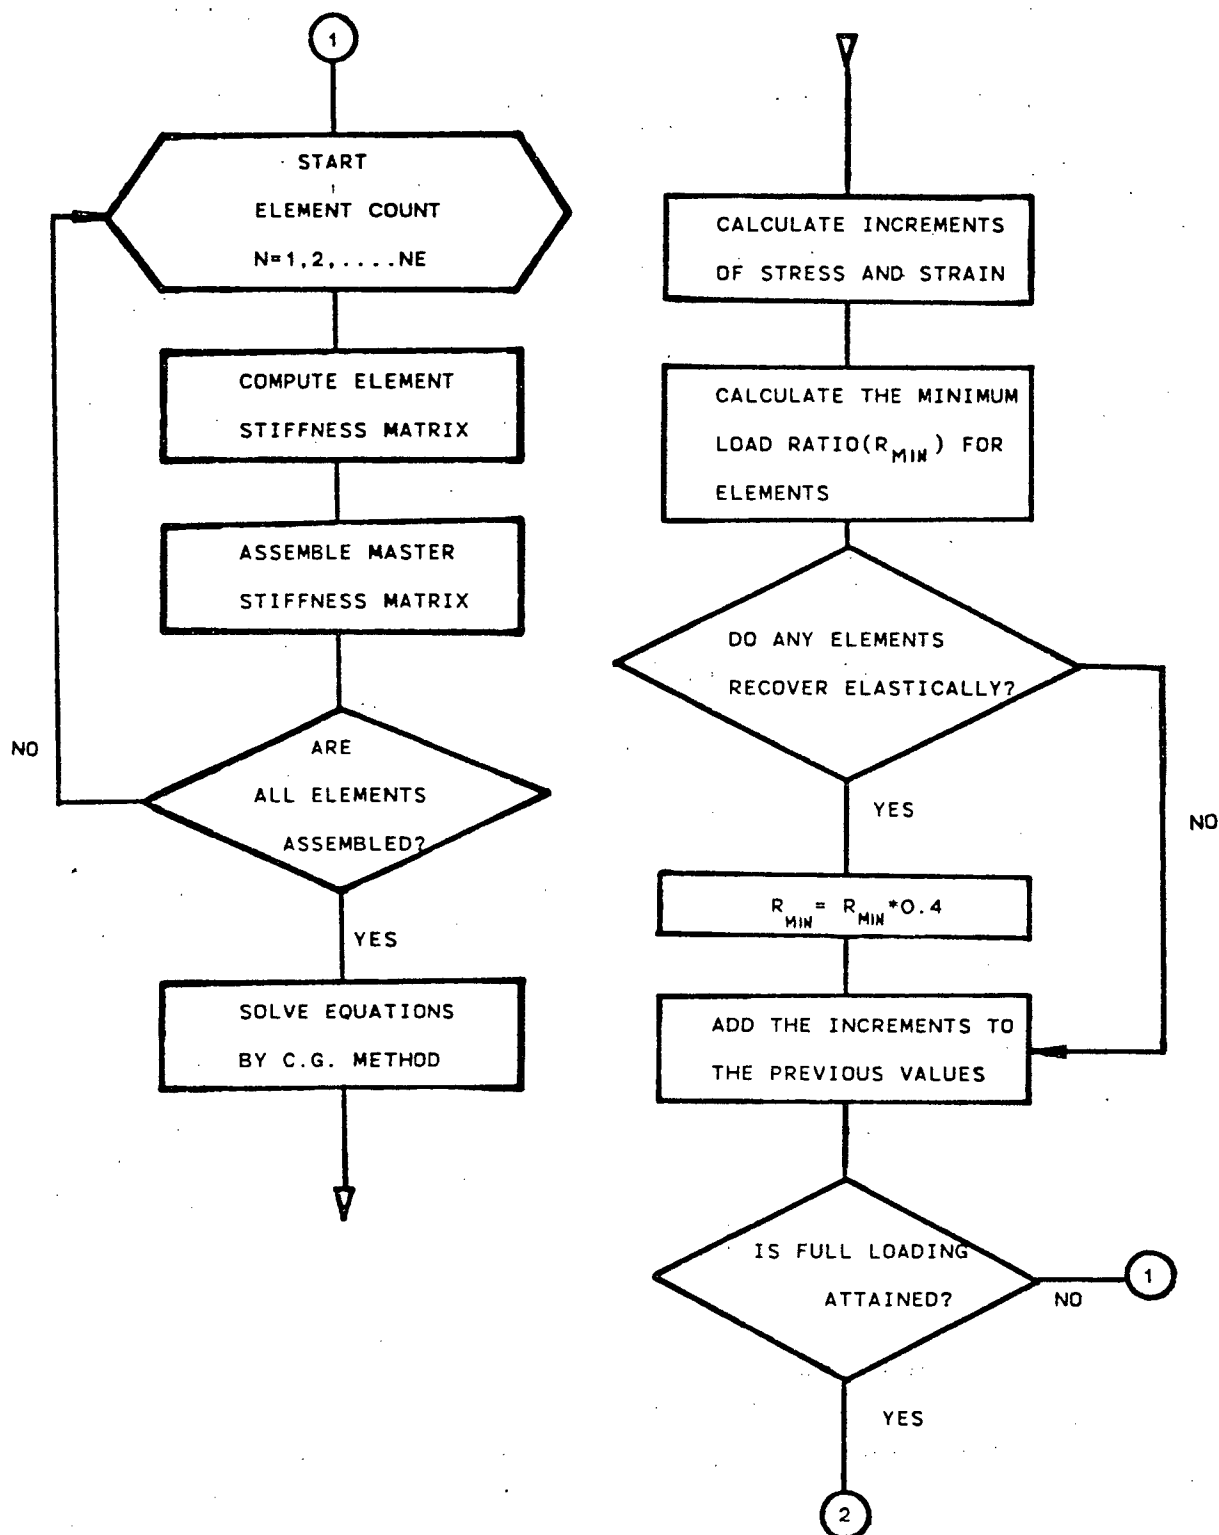 1
START
ELEMENT COUNT
N=1,2,....NE
COMPUTE ELEMENT
STIFFNESS MATRIX
ASSEMBLE MASTER
STIFFNESS MATRIX
NO
ARE
ALL ELEMENTS
ASSEMBLED?
YES
SOLVE EQUATIONS
BY C.G. METHOD
CALCULATE INCREMENTS
OF STRESS AND STRAIN
CALCULATE THE MINIMUM
LOAD RATIO(R MIN) FOR
ELEMENTS
DO ANY ELEMENTS
RECOVER ELASTICALLY?
YES
NO
R MIN = R MIN *0.4
ADD THE INCREMENTS TO
THE PREVIOUS VALUES
IS FULL LOADING
ATTAINED?
NO
1
YES
2